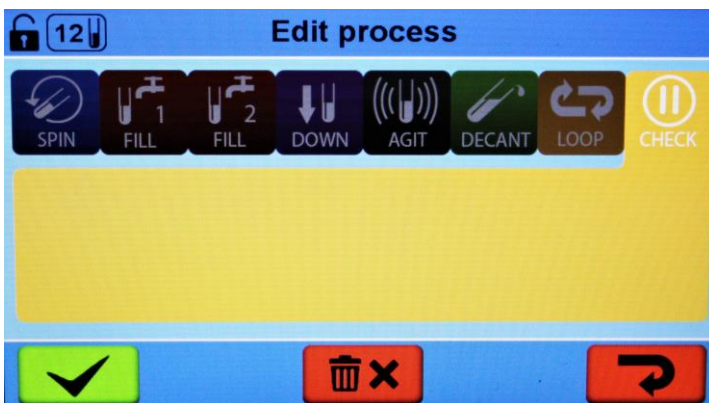 12 Edit process
1 2
SPIN FILL FILL DOWN AGIT DECANT LOOP CHECK